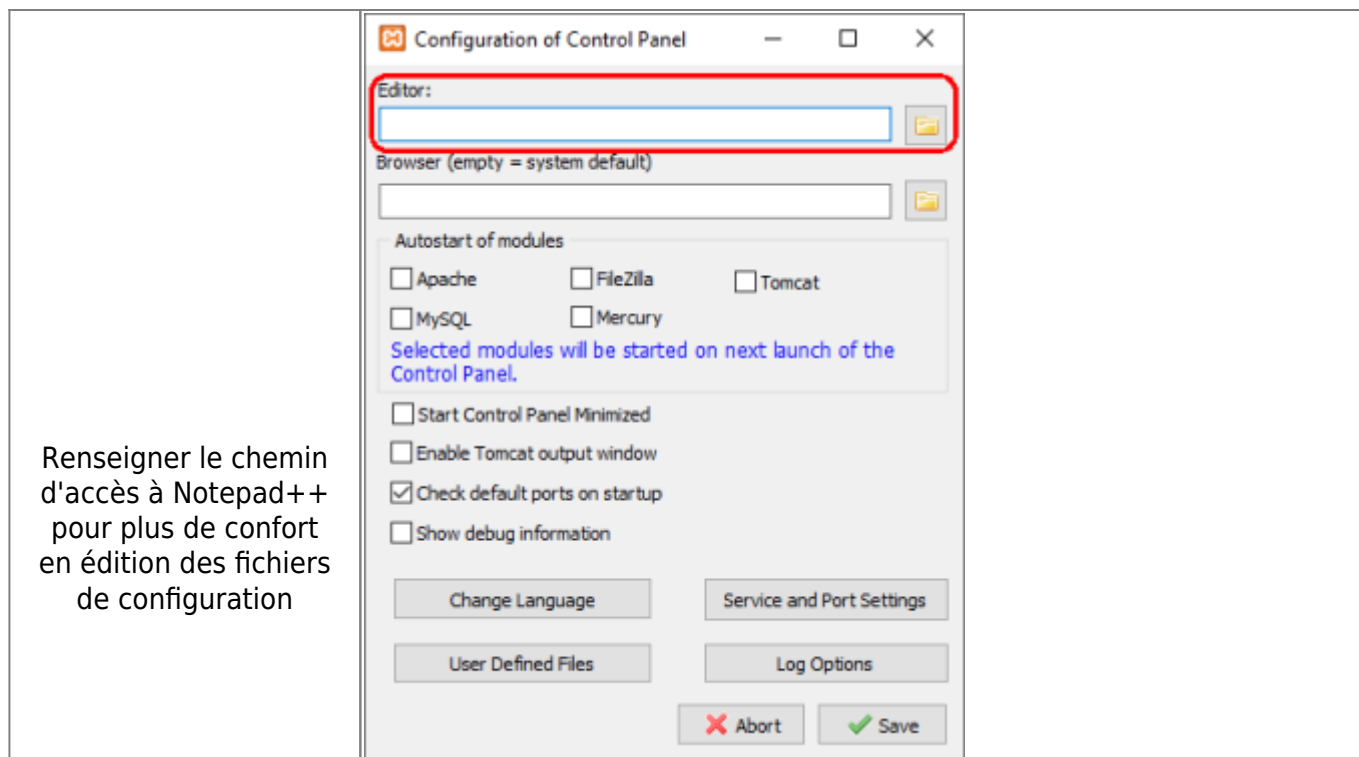 Renseigner le chemin
d'accès à Notepad++
pour plus de confort
en édition des fichiers
de configuration
Configuration of Control Panel
Editor:
Browser (empty = system default)
Autostart of modules
Apache
FileZilla
Tomcat
MySQL
Mercury
Selected modules will be started on next launch of the
Control Panel.
Start Control Panel Minimized
Enable Tomcat output window
Check default ports on startup
Show debug information
Change Language
Service and Port Settings
User Defined Files
Log Options
Abort
Save